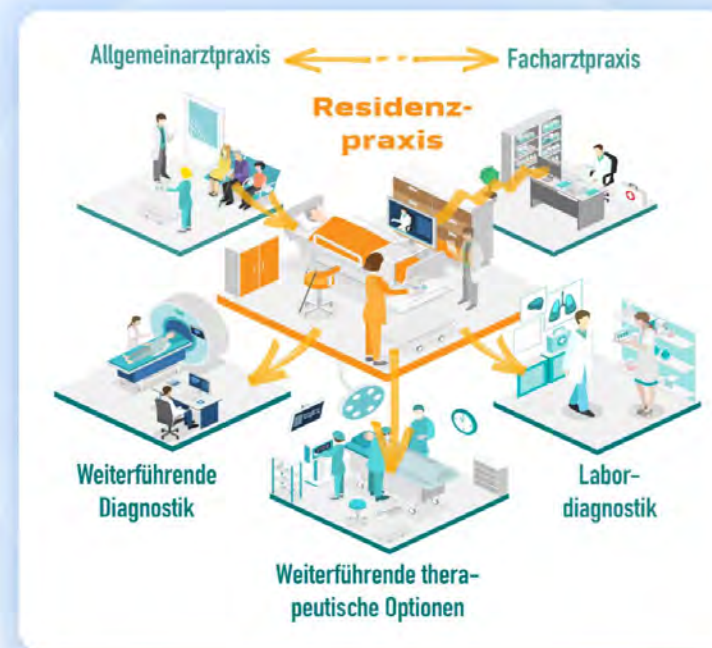 Allgemeinarztpraxis
Facharztpraxis
Residenz-
praxis
Weiterführende
Diagnostik
Labor-
diagnostik
Weiterführende thera-
peutische Optionen